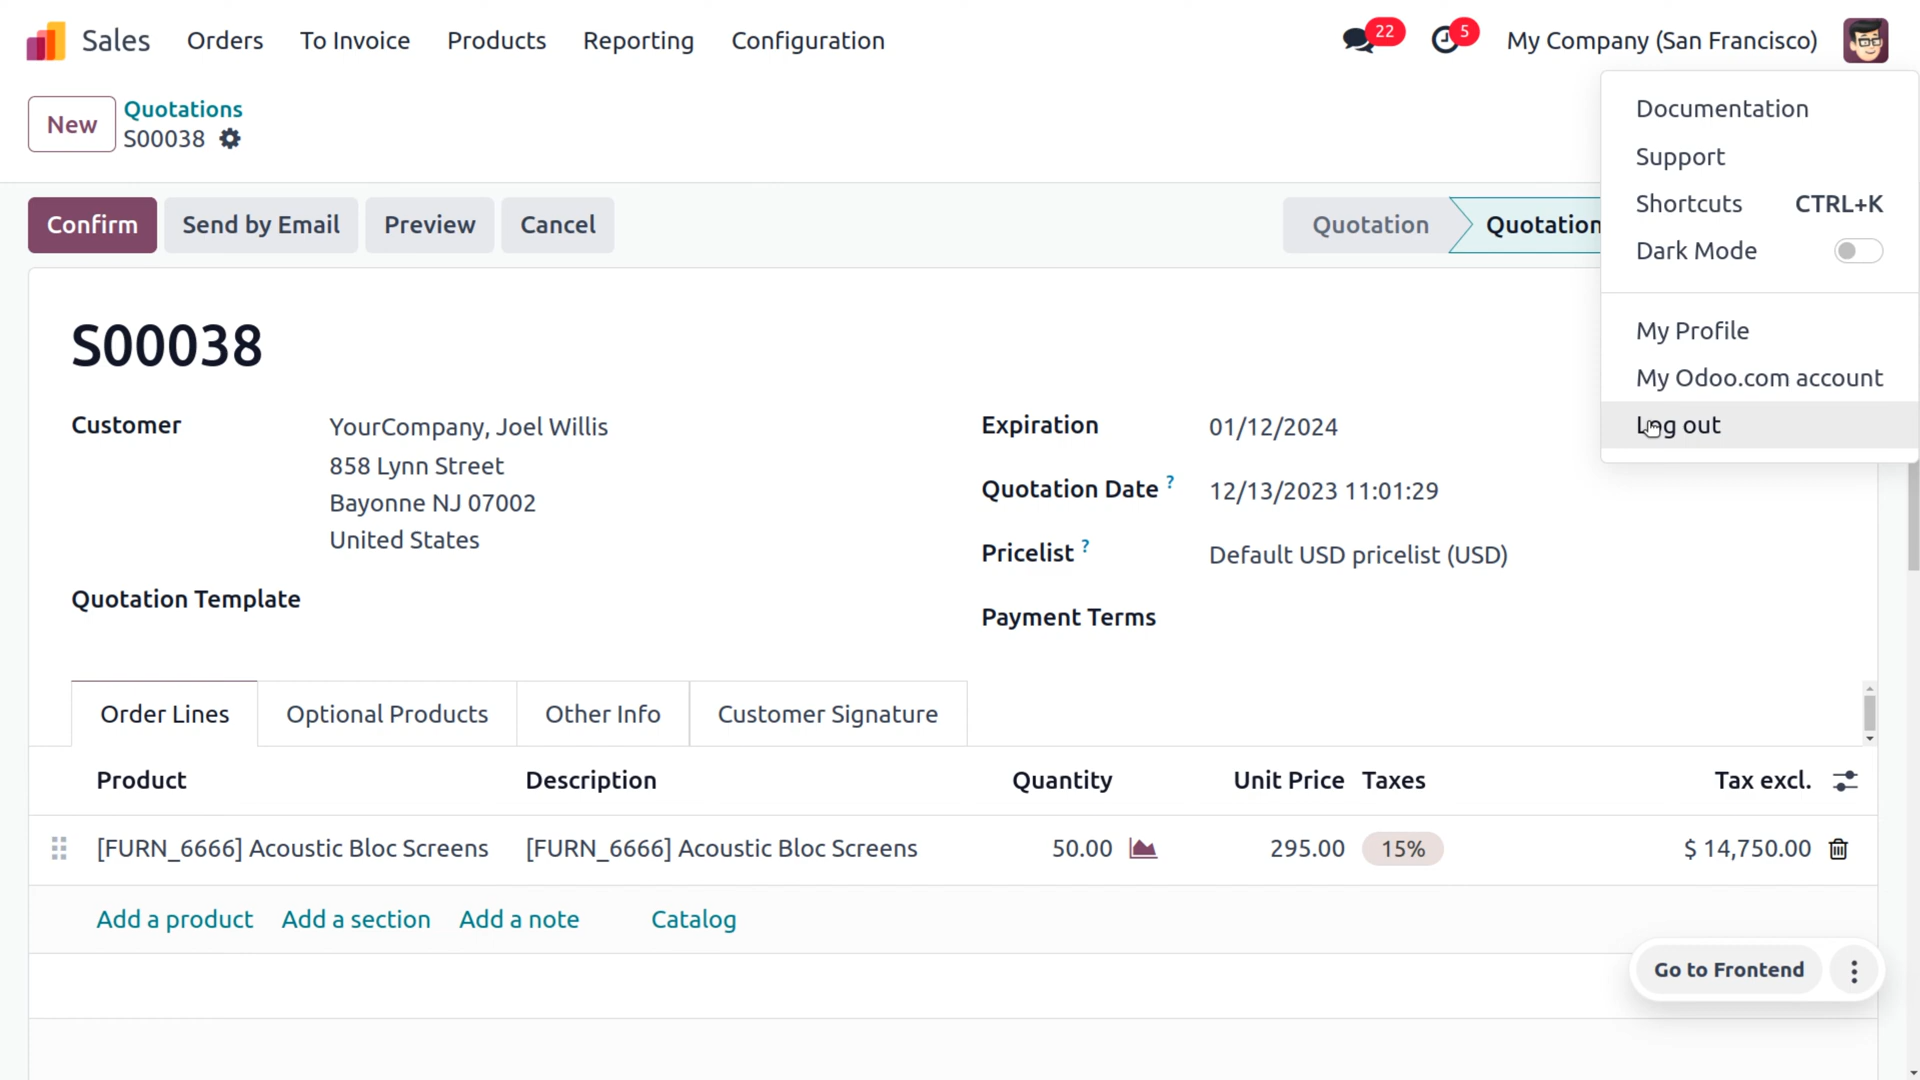 Sales Orders To Invoice Products Reporting Configuration 22 5 My Company (San Francisco)
New Quotations
S00038
Documentation
Support
Shortcuts CTRL+K
Dark Mode
My Profile
My Odoo.com account
Log out
Confirm Send by Email Preview Cancel Quotation Quotation
S00038
Customer YourCompany, Joel Willis
858 Lynn Street
Bayonne NJ 07002
United States
Quotation Template
Expiration 01/12/2024
Quotation Date ? 12/13/2023 11:01:29
Pricelist ? Default USD pricelist (USD)
Payment Terms
Order Lines Optional Products Other Info Customer Signature
Product Description Quantity Unit Price Taxes Tax excl.
[FURN_6666] Acoustic Bloc Screens [FURN_6666] Acoustic Bloc Screens 50.00 295.00 15% $ 14,750.00
Add a product Add a section Add a note Catalog
Go to Frontend